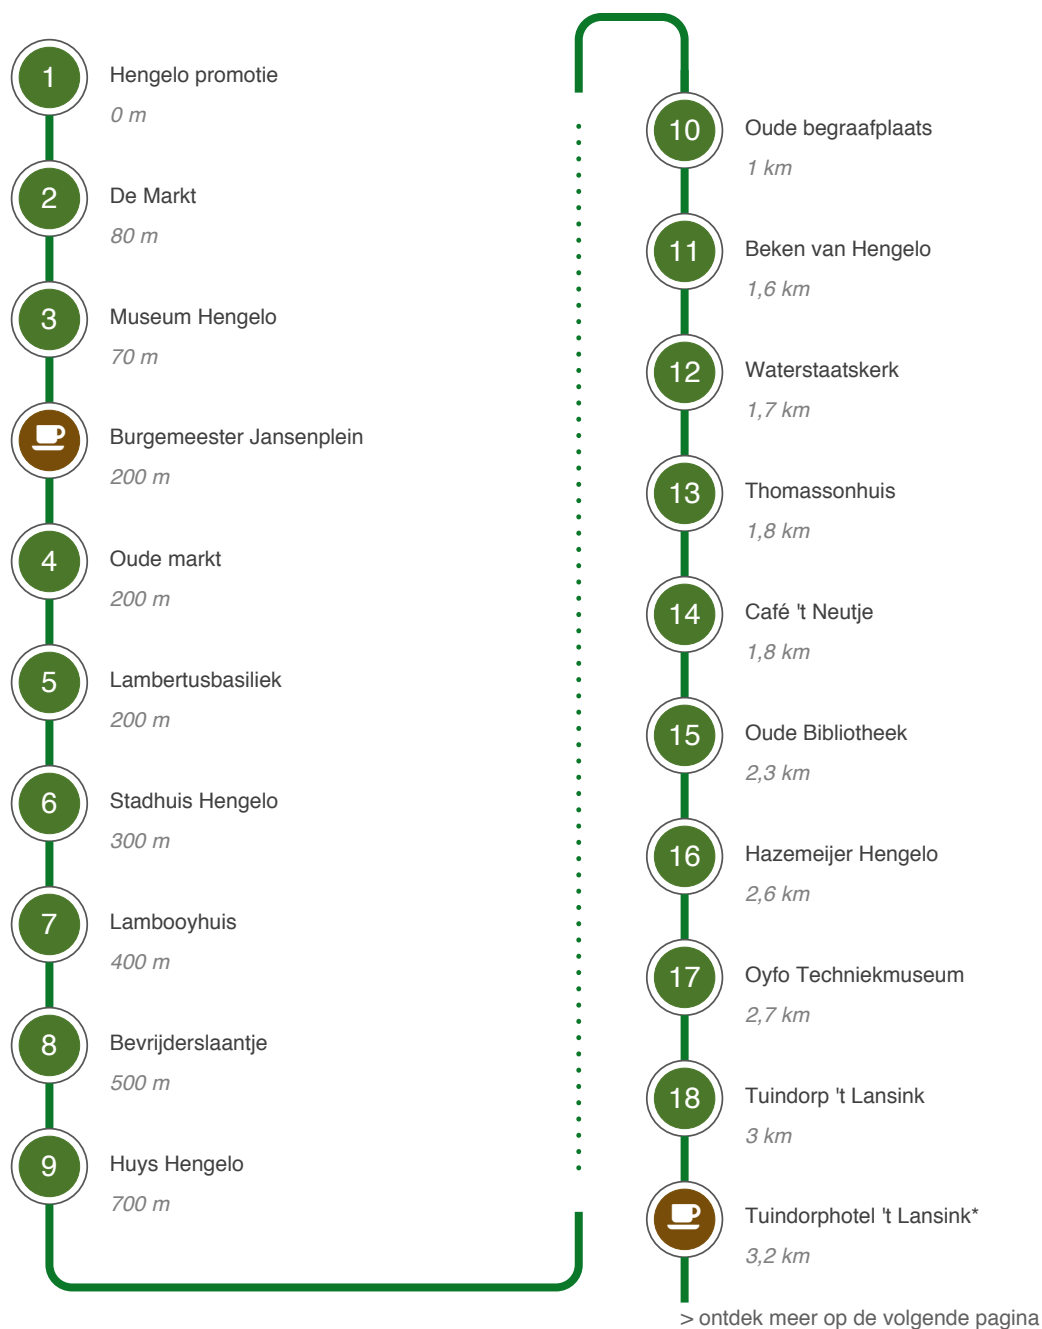 1
Hengelo promotie
0 m
2
De Markt
80 m
3
Museum Hengelo
70 m
Burgemeester Jansenplein
200 m
4
Oude markt
200 m
5
Lambertusbasiliek
200 m
6
Stadhuis Hengelo
300 m
7
Lambooyhuis
400 m
8
Bevrijderslaantje
500 m
9
Huys Hengelo
700 m
10
Oude begraafplaats
1 km
11
Beken van Hengelo
1,6 km
12
Waterstaatskerk
1,7 km
13
Thomassonhuis
1,8 km
14
Café 't Neutje
1,8 km
15
Oude Bibliotheek
2,3 km
16
Hazemeijer Hengelo
2,6 km
17
Oyfo Techniekmuseum
2,7 km
18
Tuindorp 't Lansink
3 km
Tuindorphotel 't Lansink*
3,2 km
> ontdek meer op de volgende pagina